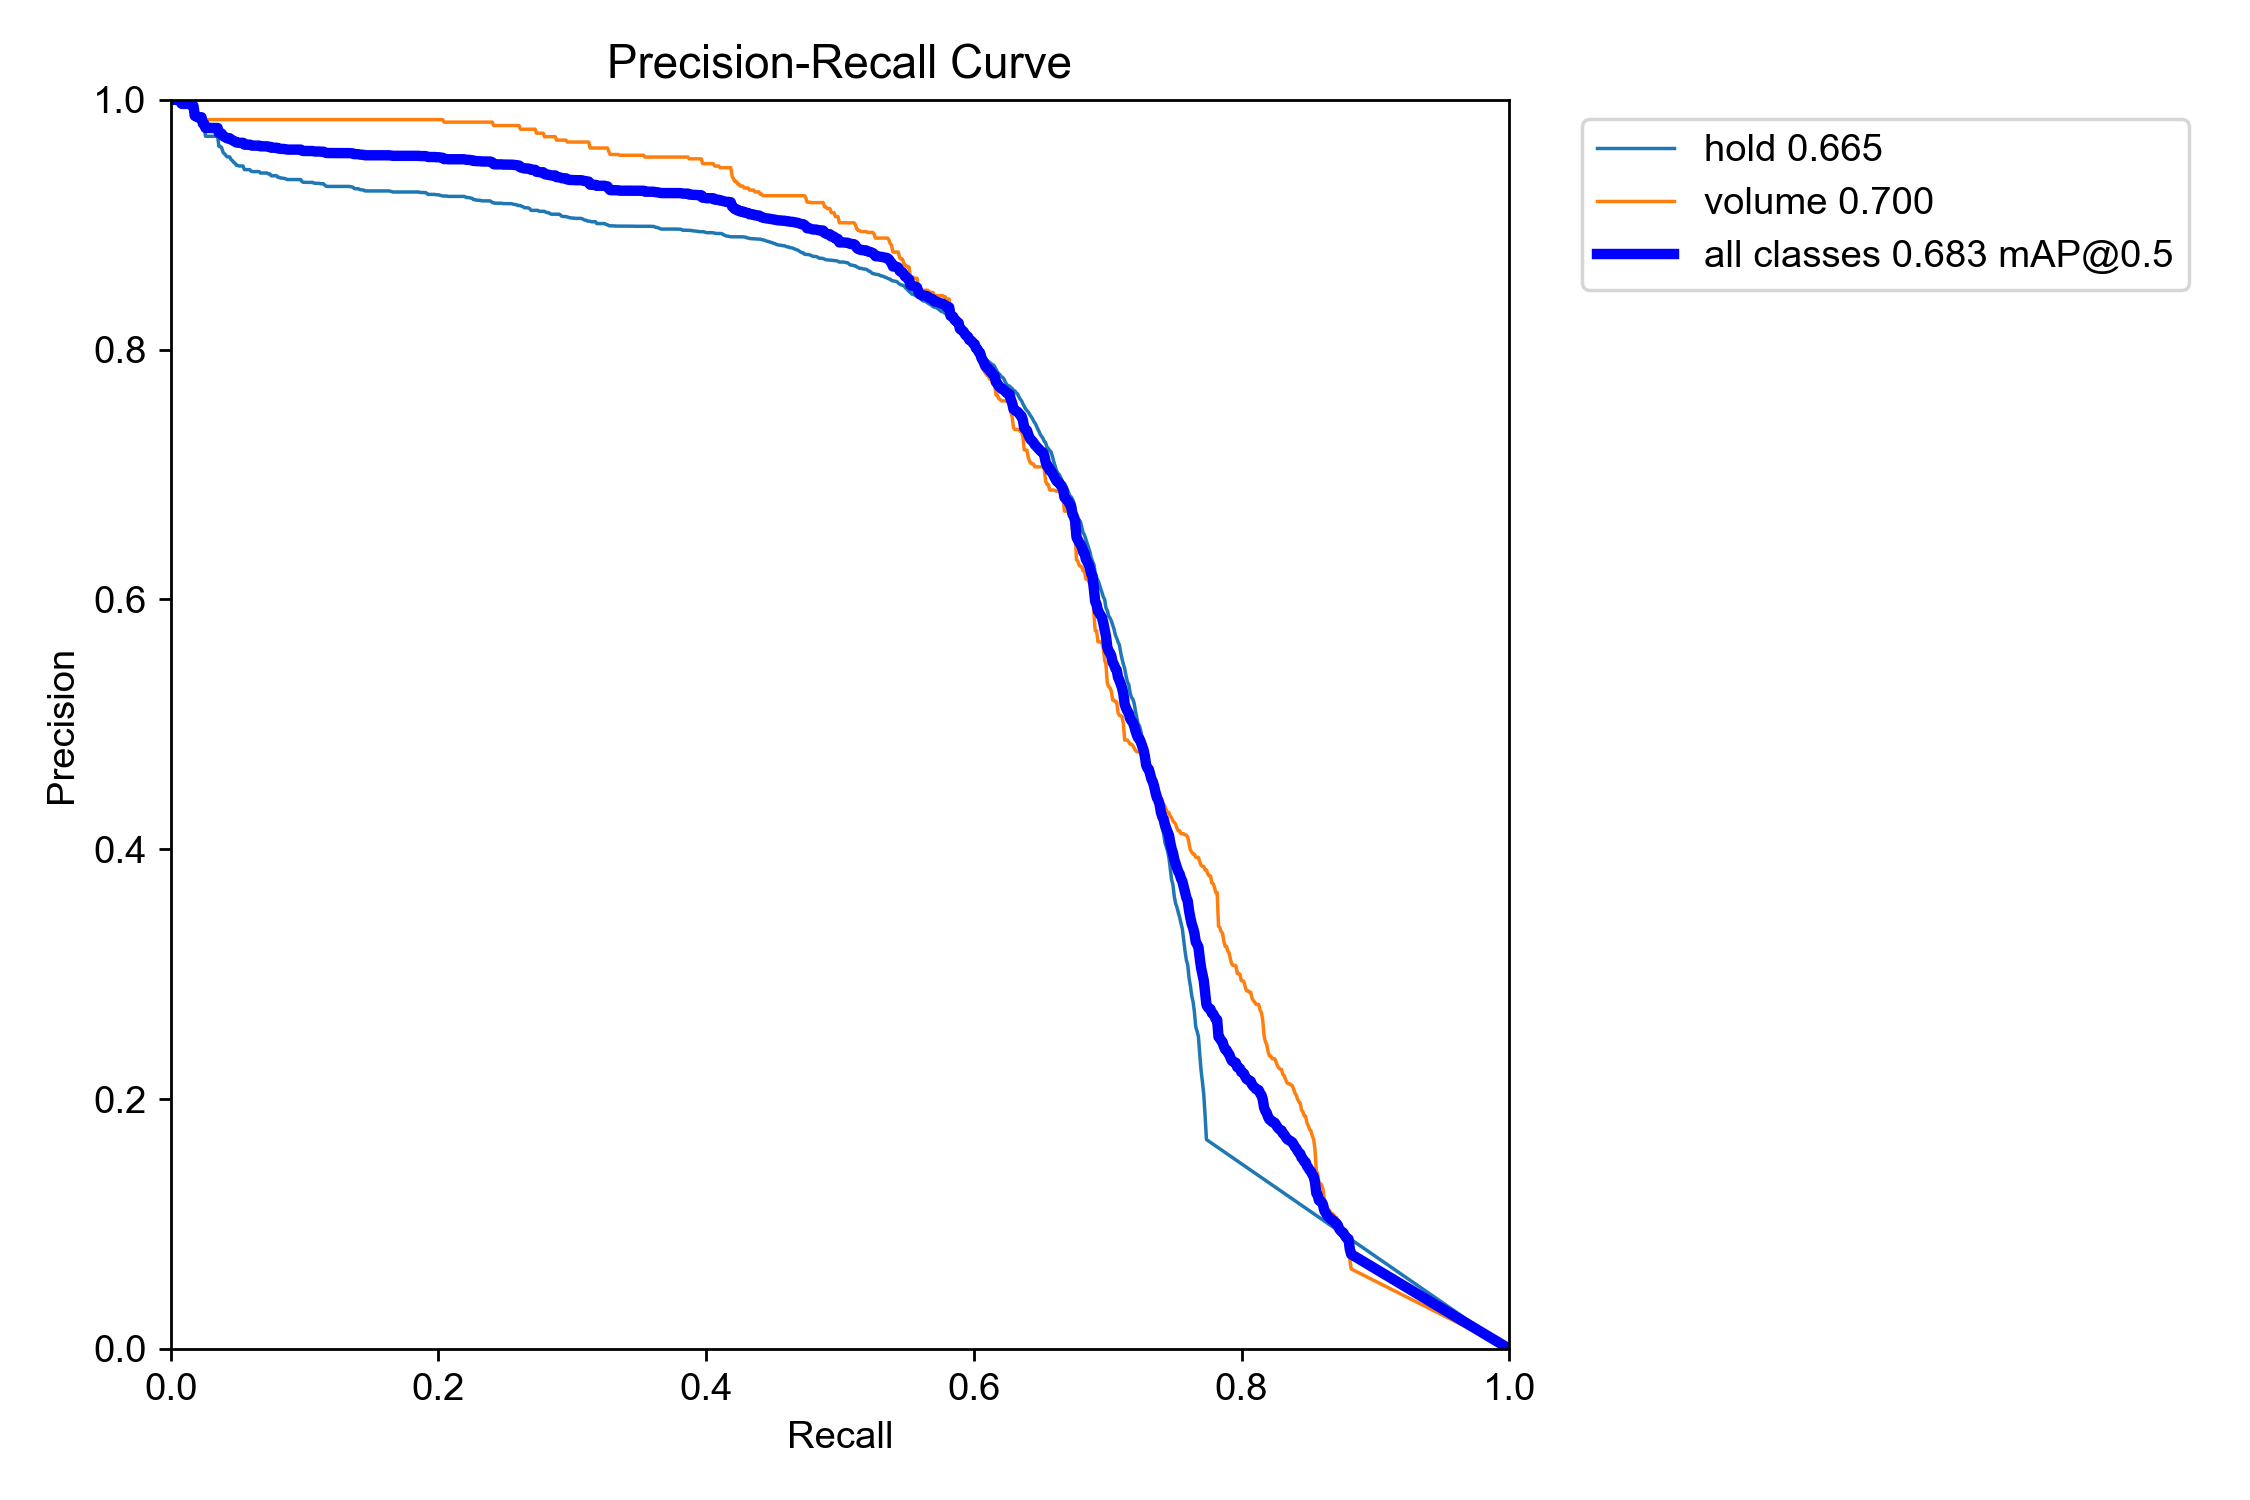 Precision-Recall Curve
1.0
0.8
0.6
0.4
0.2
0.0
Precision
0.0 0.2 0.4 0.6 0.8 1.0
Recall
hold 0.665
volume 0.700
all classes 0.683 mAP@0.5